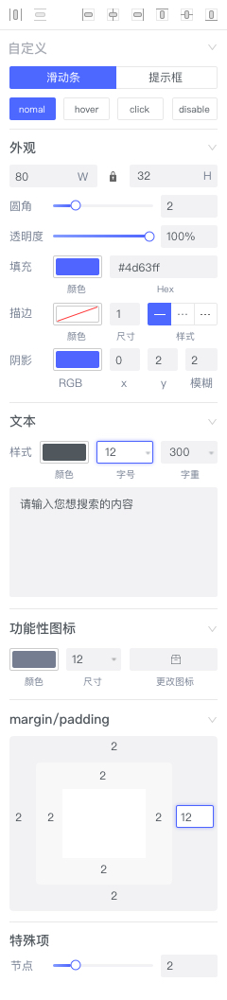 自定义
滑动条 提示框
nomal hover click disable
外观
80 W 32 H
圆角 2
透明度 100%
填充 #4d63ff
颜色 Hex
描边 1
颜色 尺寸 样式
阴影 0 2 2
RGB x y 模糊
文本
样式 12 300
颜色 字号 字重
请输入您想搜索的内容
功能性图标
12
颜色 尺寸 更改图标
margin/padding
2
2
2 2 2 12
2
2
特殊项
节点 2